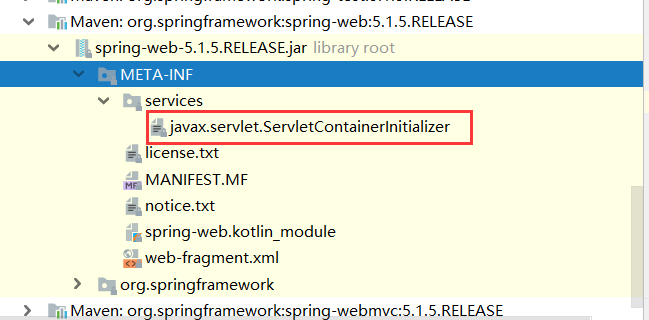 Maven: org.springframework:spring-web:5.1.5.RELEASE
spring-web-5.1.5.RELEASE.jar library root
META-INF
services
javax.servlet.ServletContainerInitializer
license.txt
MF MANIFEST.MF
notice.txt
spring-web.kotlin_module
web-fragment.xml
org.springframework
Maven: org.springframework:spring-webmvc:5.1.5.RELEASE